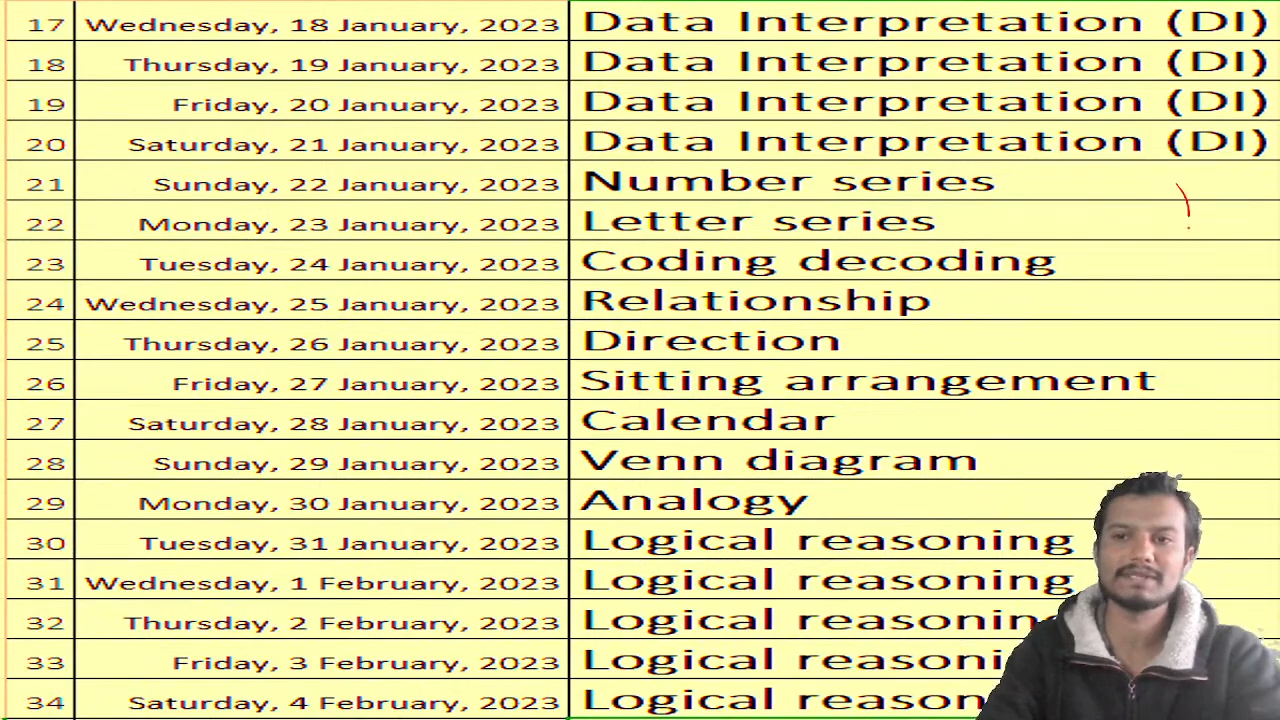 17 Wednesday, 18 January, 2023 Data Interpretation (DI)
18 Thursday, 19 January, 2023 Data Interpretation (DI)
19 Friday, 20 January, 2023 Data Interpretation (DI)
20 Saturday, 21 January, 2023 Data Interpretation (DI)
21 Sunday, 22 January, 2023 Number series
22 Monday, 23 January, 2023 Letter series
23 Tuesday, 24 January, 2023 Coding decoding
24 Wednesday, 25 January, 2023 Relationship
25 Thursday, 26 January, 2023 Direction
26 Friday, 27 January, 2023 Sitting arrangement
27 Saturday, 28 January, 2023 Calendar
28 Sunday, 29 January, 2023 Venn diagram
29 Monday, 30 January, 2023 Analogy
30 Tuesday, 31 January, 2023 Logical reasoning
31 Wednesday, 1 February, 2023 Logical reasoning
32 Thursday, 2 February, 2023 Logical reasoning
33 Friday, 3 February, 2023 Logical reasoni
34 Saturday, 4 February, 2023 Logical reason